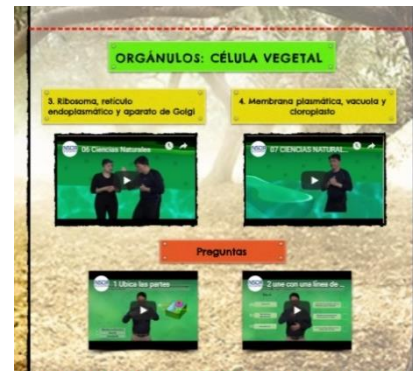 ORGÁNULOS: CÉLULA VEGETAL
3. Ribosoma, retículo
endoplasmático y aparato de Golgi
4. Membrana plasmática, vacuola y
cloroplasto
06 Ciencias Naturales
07 CIENCIAS NATURAL...
Preguntas
1 Ubica las partes
2 une con una línea de ...